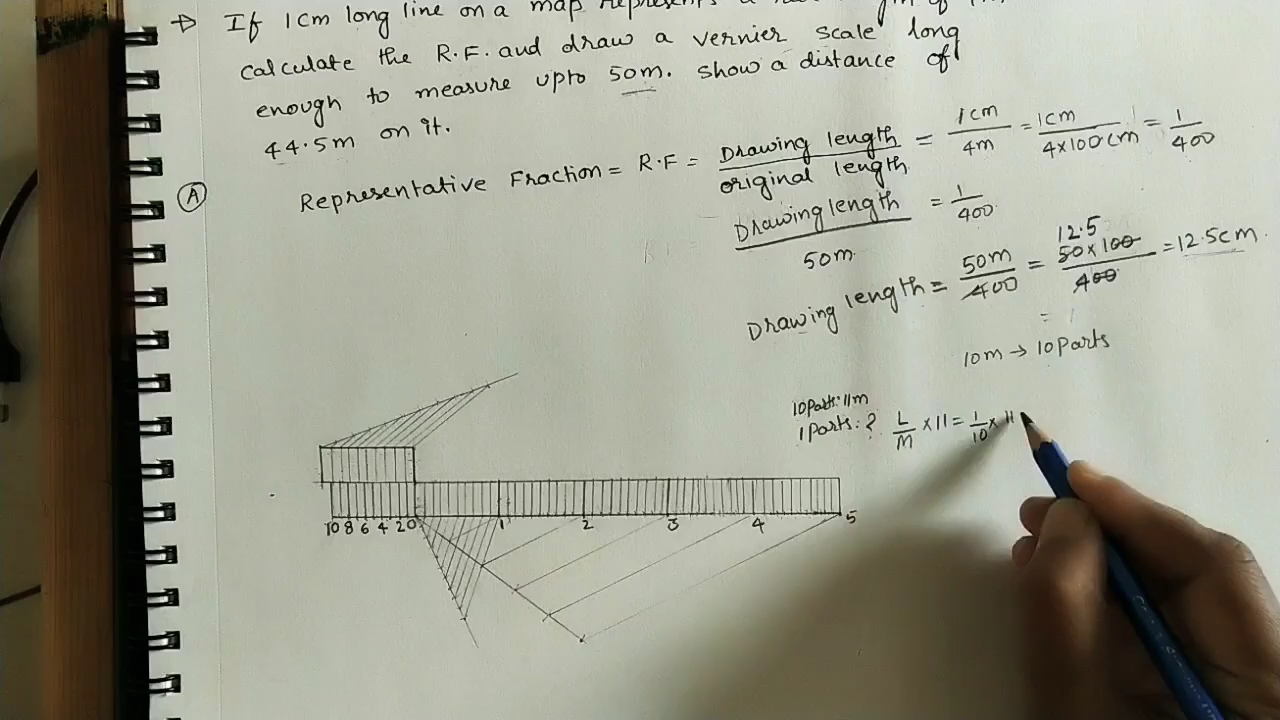 → If 1cm long line on a map represents a
calculate the R.F. and draw a vernier scale long
enough to measure upto 50m. show a distance of
44.5m on it.
A
Representative Fraction = R.F = Drawing length / original length = 1cm / 4m = 1cm / 4x100cm = 1/400
Drawing length / 50m = 1/400
Drawing length = 50m / 400 = 50x100 / 400 = 12.5cm.
12.5
=
10m → 10parts
10parts: 11m
1parts: ? L/M x 11 = 1/10 x 11
10 8 6 4 2 0 1 2 3 4 5